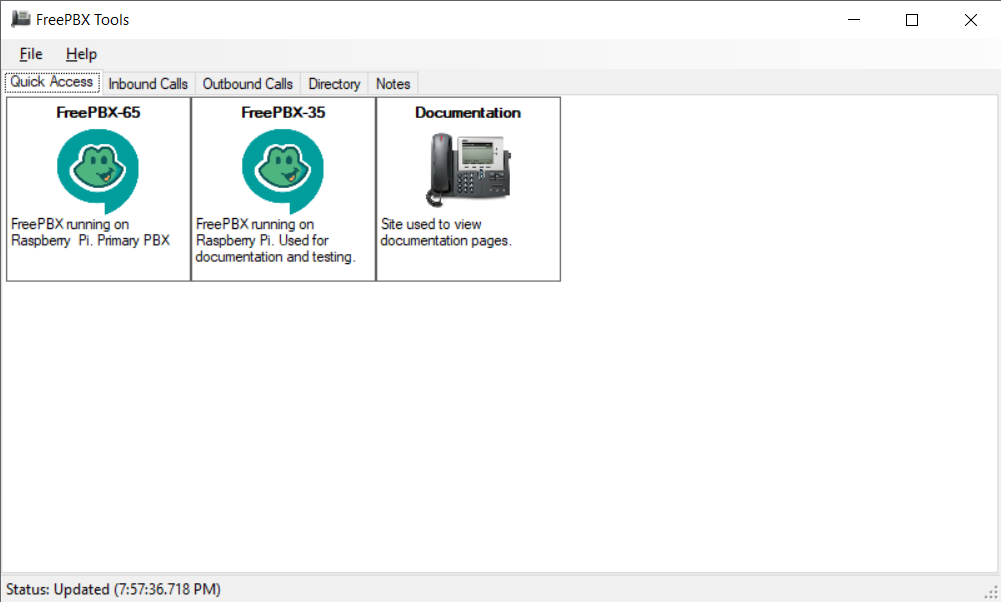 FreePBX Tools
File Help
Quick Access Inbound Calls Outbound Calls Directory Notes
FreePBX-65
FreePBX running on
Raspberry  Pi. Primary PBX
FreePBX-35
FreePBX running on
Raspberry Pi. Used for
documentation and testing.
Documentation
Site used to view
documentation pages.
Status: Updated (7:57:36.718 PM)